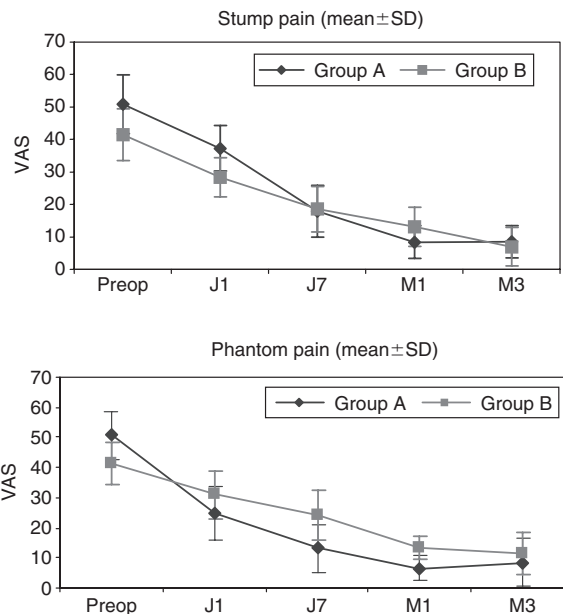 Stump pain (mean±SD)
70
60
50
40
30
20
10
0
VAS
Group A
Group B
Preop J1 J7 M1 M3
Phantom pain (mean±SD)
70
60
50
40
30
20
10
0
VAS
Group A
Group B
Preop J1 J7 M1 M3